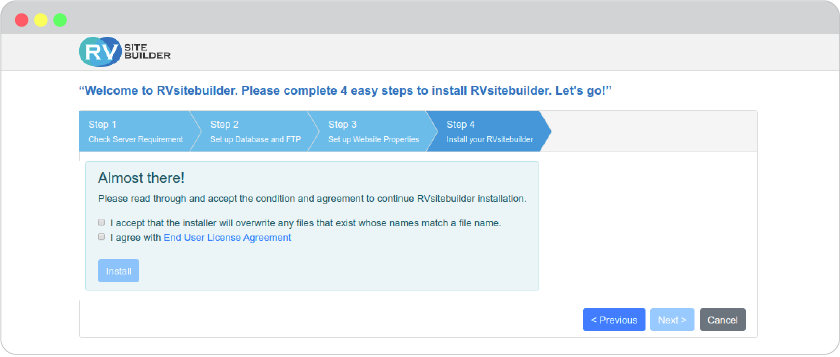 RV SITE BUILDER
“Welcome to RVsitebuilder. Please complete 4 easy steps to install RVsitebuilder. Let's go!”
Step 1
Check Server Requirement
Step 2
Set up Database and FTP
Step 3
Set up Website Properties
Step 4
Install your RVsitebuilder
Almost there!
Please read through and accept the condition and agreement to continue RVsitebuilder installation.
I accept that the installer will overwrite any files that exist whose names match a file name.
I agree with End User License Agreement
Install
< Previous
Next >
Cancel